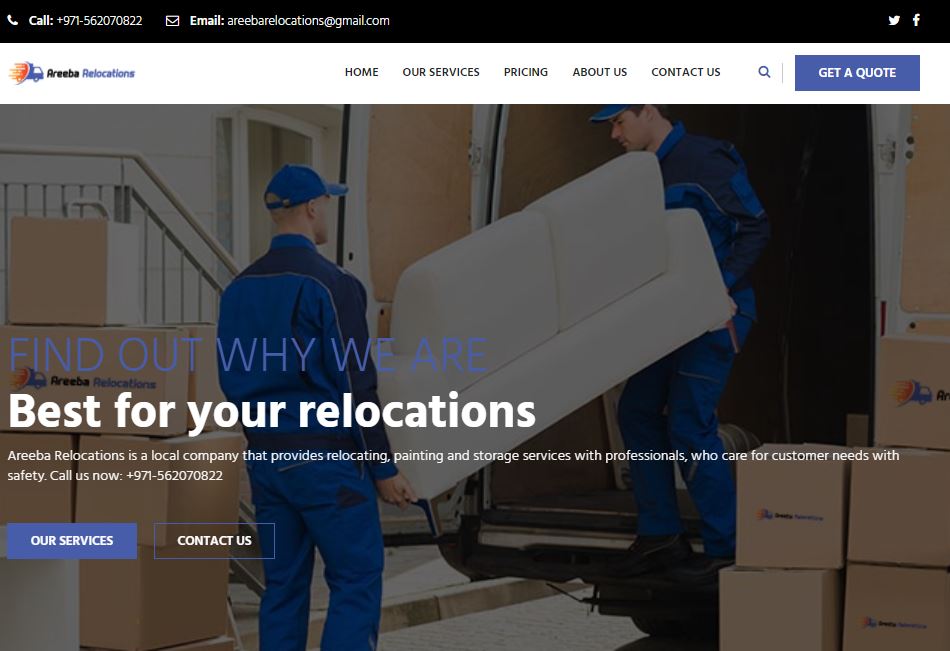 Call: +971-562070822
Email: areebarelocations@gmail.com
Areeba Relocations
HOME
OUR SERVICES
PRICING
ABOUT US
CONTACT US
GET A QUOTE
FIND OUT WHY WE ARE
Areeba Relocations
Best for your relocations
Areeba Relocations is a local company that provides relocating, painting and storage services with professionals, who care for customer needs with
safety. Call us now: +971-562070822
OUR SERVICES
CONTACT US
Areeba Relocations
Areeba Relocations